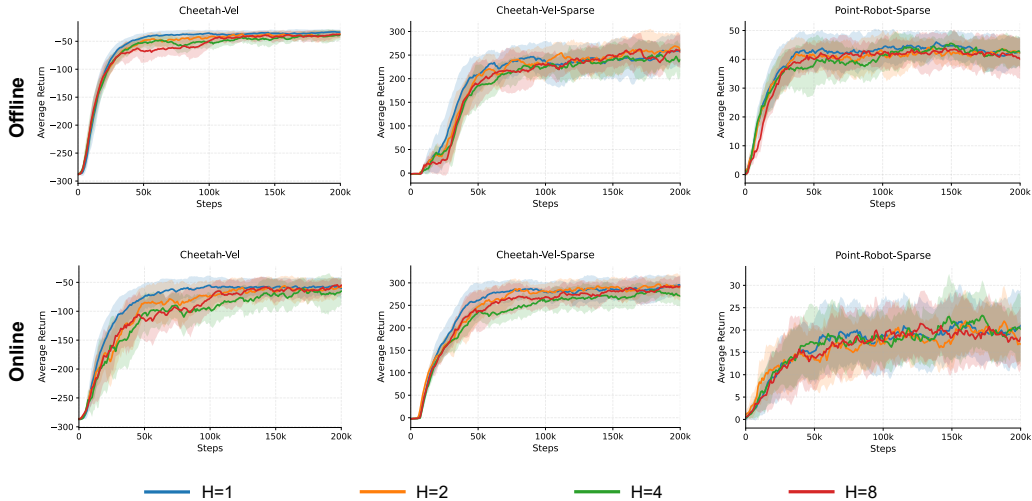 Cheetah-Vel
Cheetah-Vel-Sparse
Point-Robot-Sparse
Offline
Average Return
−50
−100
−150
−200
−250
−300
0
50k
100k
150k
200k
Steps
Average Return
300
250
200
150
100
50
0
0
50k
100k
150k
200k
Steps
Average Return
50
40
30
20
10
0
0
50k
100k
150k
200k
Steps
Cheetah-Vel
Cheetah-Vel-Sparse
Point-Robot-Sparse
Online
Average Return
−50
−100
−150
−200
−250
−300
0
50k
100k
150k
200k
Steps
Average Return
300
250
200
150
100
50
0
0
50k
100k
150k
200k
Steps
Average Return
30
25
20
15
10
5
0
0
50k
100k
150k
200k
Steps
H=1
H=2
H=4
H=8